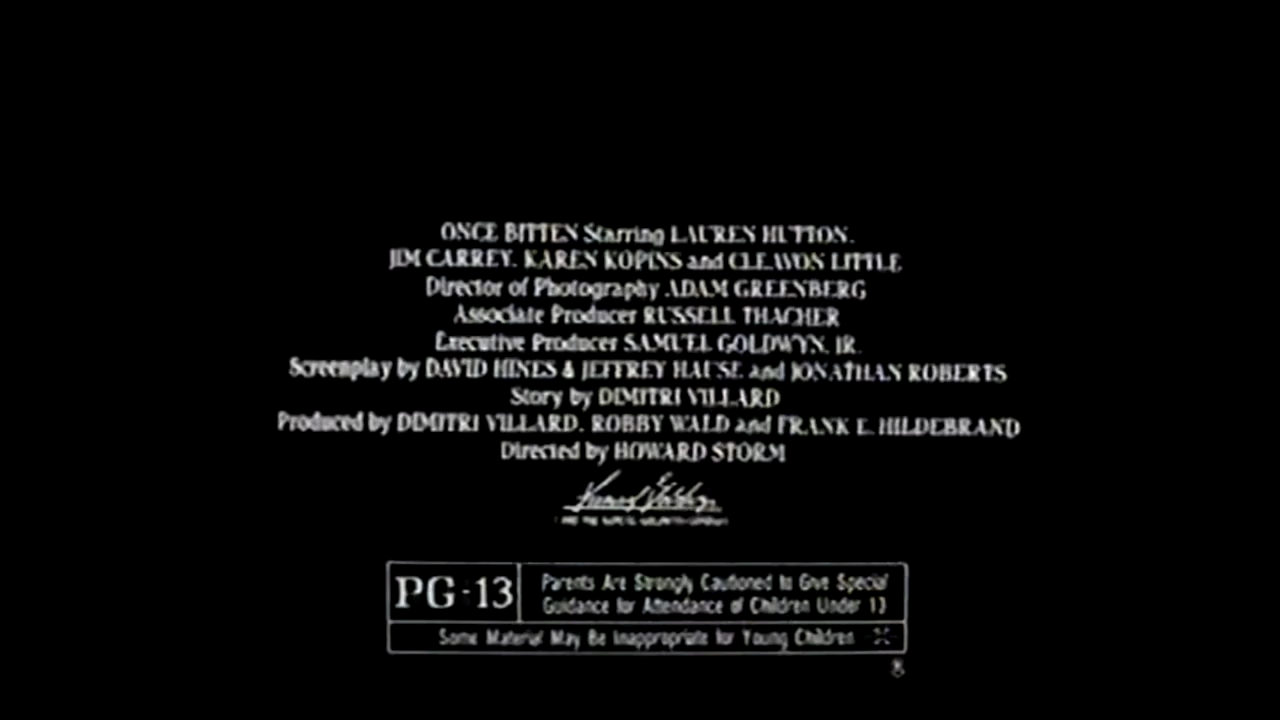 ONCE BITTEN Starring LAUREN HUTTON.
JIM CARREY. KAREN KOPINS and CLEAVON LITTLE
Director of Photography ADAM GREENBERG
Associate Producer RUSSELL THACHER
Executive Producer SAMUEL GOLDWYN, JR.
Screenplay by DAVID HINES & JEFFREY HAUSE and JONATHAN ROBERTS
Story by DIMITRI VILLARD
Produced by DIMITRI VILLARD, ROBBY WALD and FRANK E. HILDEBRAND
Directed by HOWARD STORM
PG-13
Parents Are Strongly Cautioned to Give Special
Guidance for Attendance of Children Under 13
Some Material May Be Inappropriate for Young Children